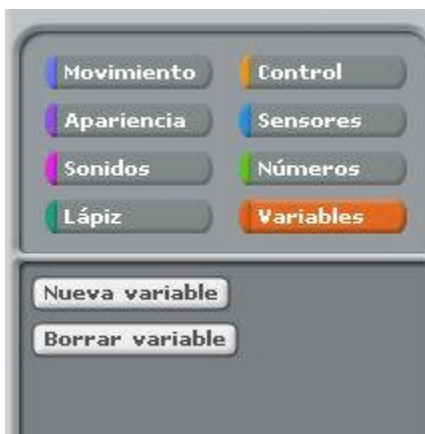 Movimiento Control
Apariencia Sensores
Sonidos Números
Lápiz Variables
Nueva variable
Borrar variable